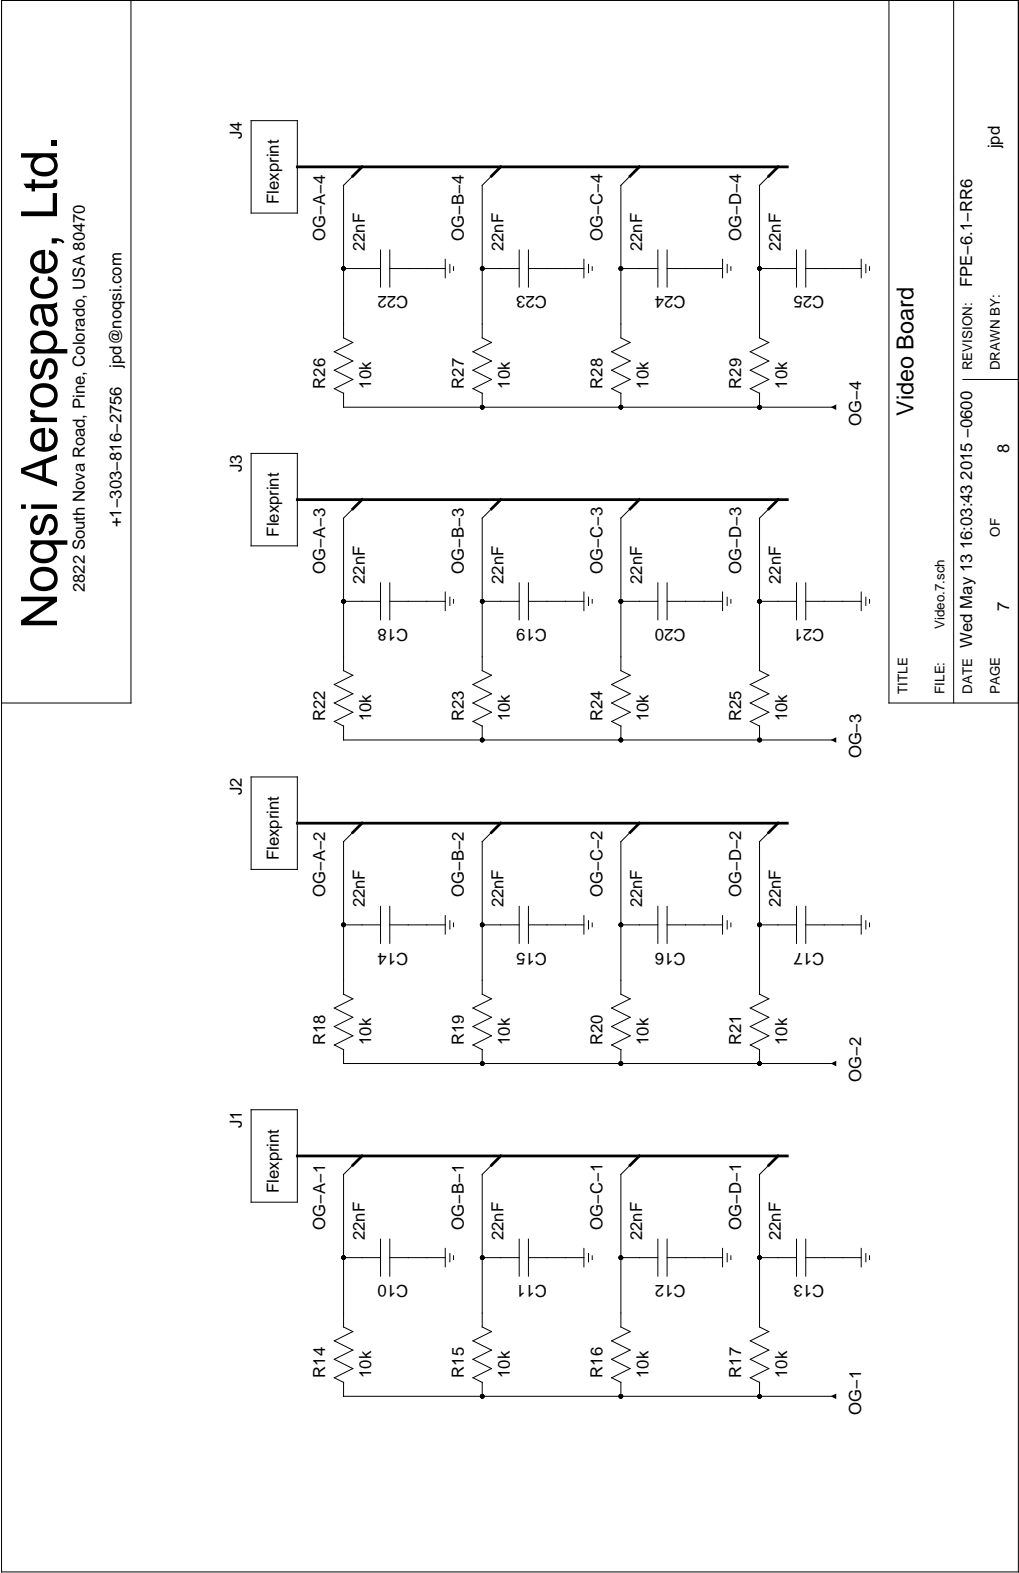 Noqsi Aerospace, Ltd.
2822 South Nova Road, Pine, Colorado, USA 80470
+1−303−816−2756 jpd@noqsi.com
J1
Flexprint
OG−A−1
R14
10k
22nF
C10
OG−B−1
R15
10k
22nF
C11
OG−C−1
R16
10k
22nF
C12
OG−D−1
R17
10k
22nF
C13
OG−1
J2
Flexprint
OG−A−2
R18
10k
22nF
C14
OG−B−2
R19
10k
22nF
C15
OG−C−2
R20
10k
22nF
C16
OG−D−2
R21
10k
22nF
C17
OG−2
J3
Flexprint
OG−A−3
R22
10k
22nF
C18
OG−B−3
R23
10k
22nF
C19
OG−C−3
R24
10k
22nF
C20
OG−D−3
R25
10k
22nF
C21
OG−3
J4
Flexprint
OG−A−4
R26
10k
22nF
C22
OG−B−4
R27
10k
22nF
C23
OG−C−4
R28
10k
22nF
C24
OG−D−4
R29
10k
22nF
C25
OG−4
TITLE
Video Board
FILE: Video.7.sch
DATE Wed May 13 16:03:43 2015 −0600 REVISION: FPE−6.1−RR6
PAGE 7 OF 8 DRAWN BY: jpd